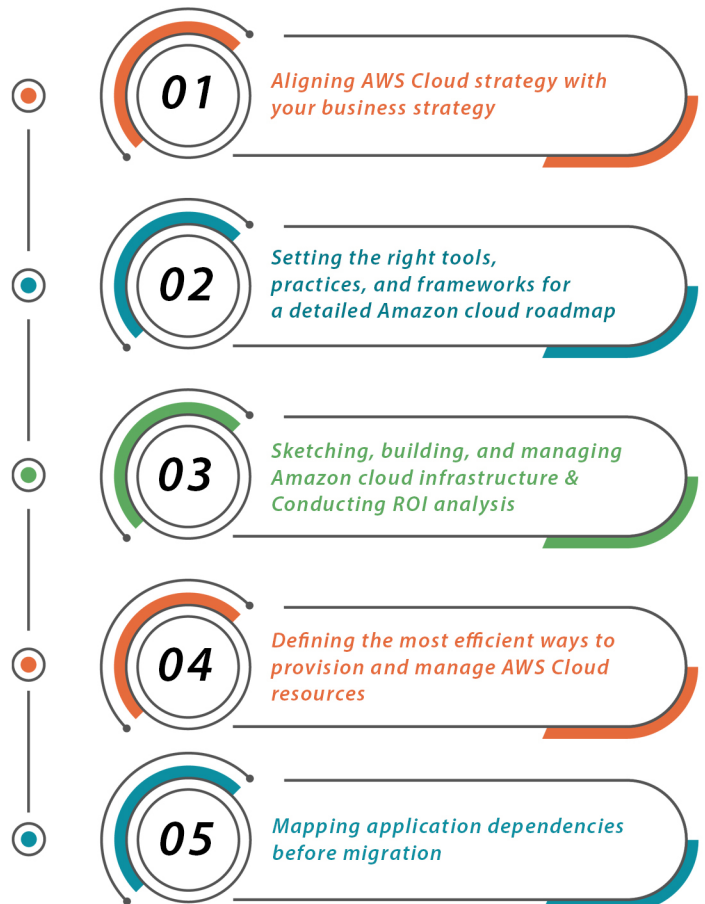 01
Aligning AWS Cloud strategy with
your business strategy
02
Setting the right tools,
practices, and frameworks for
a detailed Amazon cloud roadmap
03
Sketching, building, and managing
Amazon cloud infrastructure &
Conducting ROI analysis
04
Defining the most efficient ways to
provision and manage AWS Cloud
resources
05
Mapping application dependencies
before migration